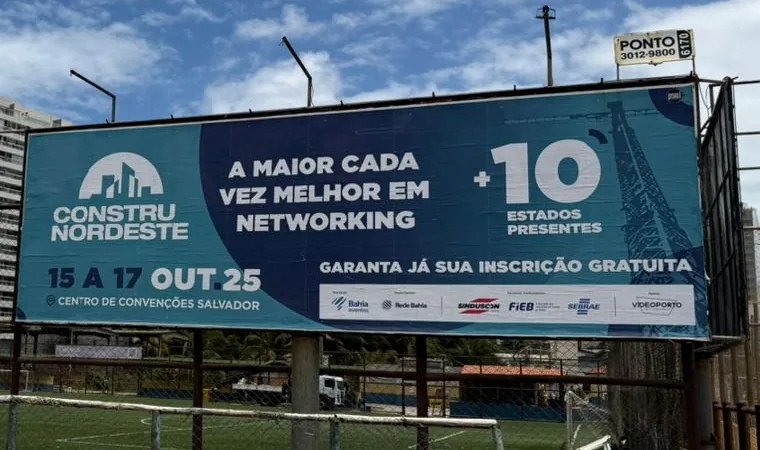 PONTO
3012-9800
6170
CONSTRU
NORDESTE
15 A 17 OUT.25
CENTRO DE CONVENÇÕES SALVADOR
A MAIOR CADA
VEZ MELHOR EM
NETWORKING
+10
ESTADOS
PRESENTES
GARANTA JÁ SUA INSCRIÇÃO GRATUITA
Bahia
eventos
Rede Bahia
SINDUSCON
FIEB
SEBRAE
VIDEOPORTO